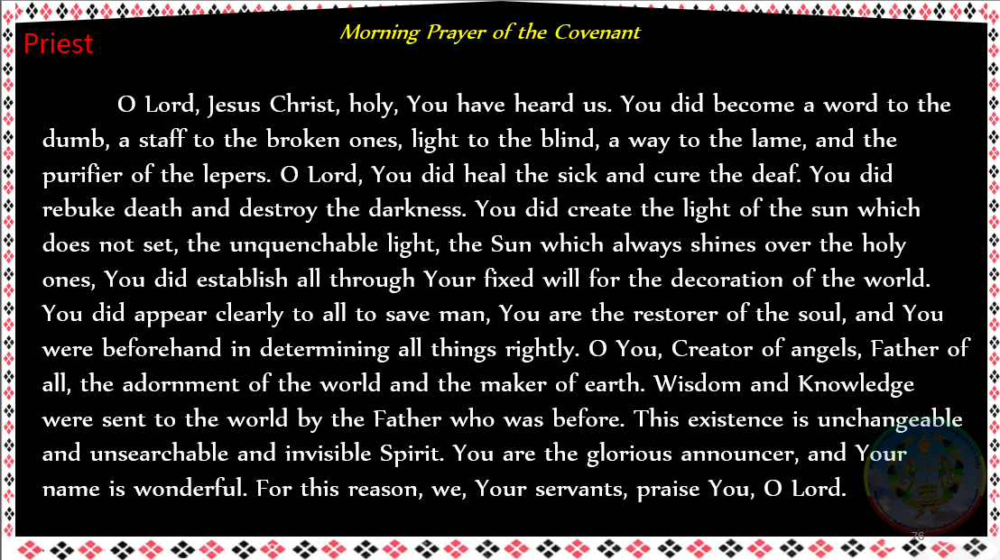 Morning Prayer of the Covenant
Priest
O Lord, Jesus Christ, holy, You have heard us. You did become a word to the
dumb, a staff to the broken ones, light to the blind, a way to the lame, and the
purifier of the lepers. O Lord, You did heal the sick and cure the deaf. You did
rebuke death and destroy the darkness. You did create the light of the sun which
does not set, the unquenchable light, the Sun which always shines over the holy
ones, You did establish all through Your fixed will for the decoration of the world.
You did appear clearly to all to save man, You are the restorer of the soul, and You
were beforehand in determining all things rightly. O You, Creator of angels, Father of
all, the adornment of the world and the maker of earth. Wisdom and Knowledge
were sent to the world by the Father who was before. This existence is unchangeable
and unsearchable and invisible Spirit. You are the glorious announcer, and Your
name is wonderful. For this reason, we, Your servants, praise You, O Lord.
76